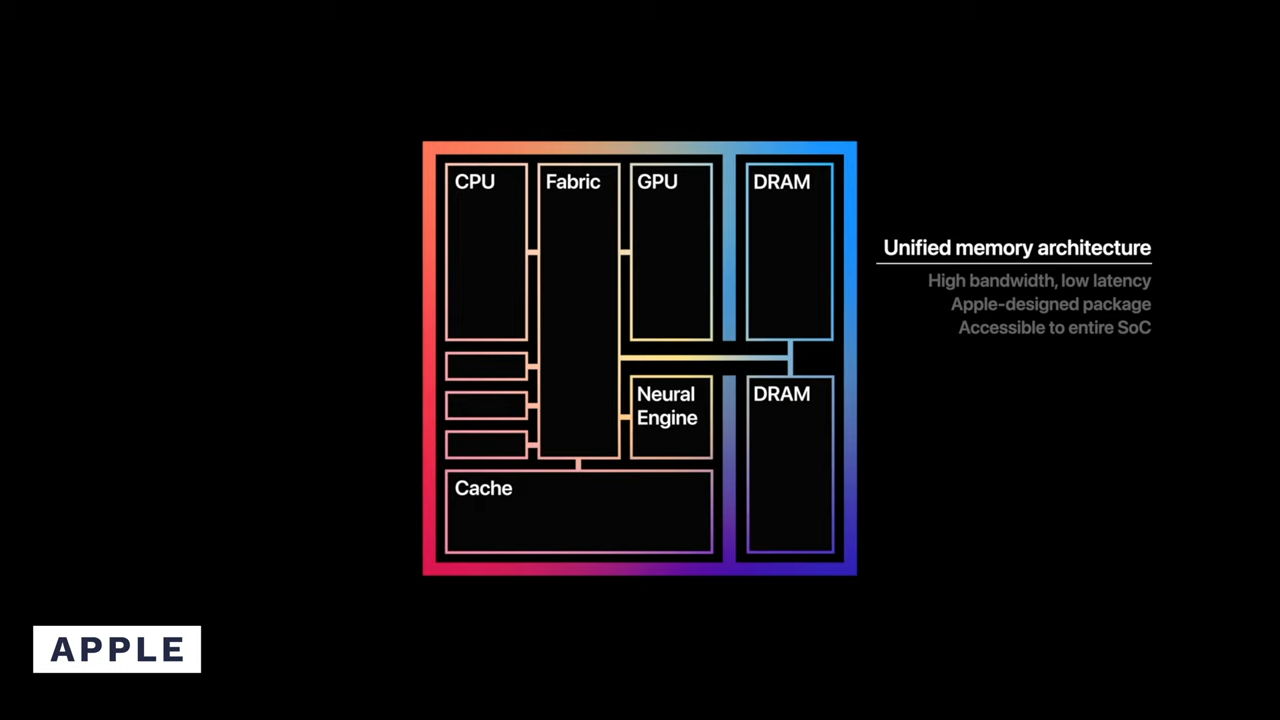 CPU
Fabric
GPU
DRAM
Unified memory architecture
High bandwidth, low latency
Apple-designed package
Accessible to entire SoC
Neural
Engine
DRAM
Cache
APPLE